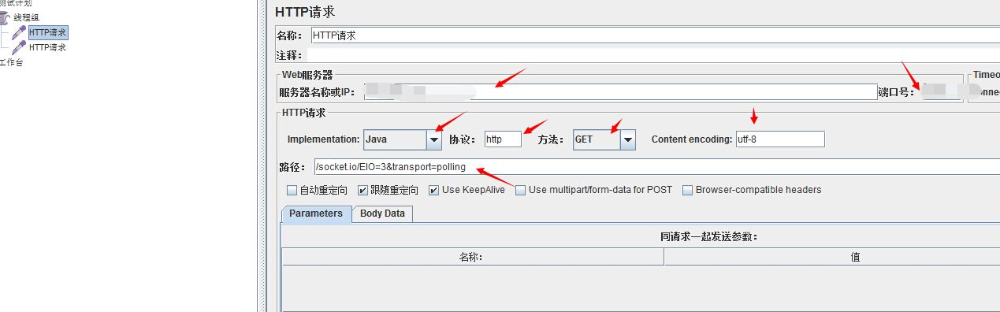 测试计划
线程组
HTTP请求
HTTP请求
工作台
HTTP请求
名称： HTTP请求
注释：
Web服务器
Timeo
服务器名称或IP：
端口号：
onnec
HTTP请求
Implementation: Java 协议： http 方法： GET Content encoding: utf-8
路径： /socket.io/EIO=3&transport=polling
自动重定向 跟随重定向 Use KeepAlive Use multipart/form-data for POST Browser-compatible headers
Parameters Body Data
同请求一起发送参数：
名称： 值